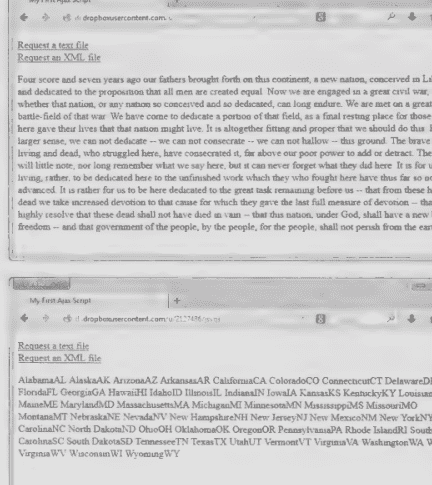 My First Ajax Script
dl.dropboxusercontent.com
Request a text file
Request an XML file
Four score and seven years ago our fathers brought forth on this continent, a new nation, conceived in Li
and dedicated to the proposition that all men are created equal. Now we are engaged in a great civil war,
whether that nation, or any nation so conceived and so dedicated, can long endure. We are met on a great
battle-field of that war. We have come to dedicate a portion of that field, as a final resting place for those
here gave their lives that that nation might live. It is altogether fitting and proper that we should do this.
larger sense, we can not dedicate -- we can not consecrate -- we can not hallow -- this ground. The brave
living and dead, who struggled here, have consecrated it, far above our poor power to add or detract. The
will little note, nor long remember what we say here, but it can never forget what they did here. It is for u
living, rather, to be dedicated here to the unfinished work which they who fought here have thus far so no
advanced. It is rather for us to be here dedicated to the great task remaining before us -- that from these h
dead we take increased devotion to that cause for which they gave the last full measure of devotion -- tha
highly resolve that these dead shall not have died in vain -- that this nation, under God, shall have a new
freedom -- and that government of the people, by the people, for the people, shall not perish from the eart
My First Ajax Script
dl.dropboxusercontent.com
Request a text file
Request an XML file
AlabamaAL AlaskaAK ArizonaAZ ArkansasAR CaliforniaCA ColoradoCO ConnecticutCT DelawareDE
FloridaFL GeorgiaGA HawaiiHI IdahoID IllinoisIL IndianaIN IowaIA KansasKS KentuckyKY Louisian
MaineME MarylandMD MassachusettsMA MichiganMI MinnesotaMN MississippiMS MissouriMO
MontanaMT NebraskaNE NevadaNV New HampshireNH New JerseyNJ New MexicoNM New YorkNY
CarolinaNC North DakotaND OhioOH OklahomaOK OregonOR PennsylvaniaPA Rhode IslandRI South
CarolinaSC South DakotaSD TennesseeTN TexasTX UtahUT VermontVT VirginiaVA WashingtonWA W
VirginiaWV WisconsinWI WyomingWY